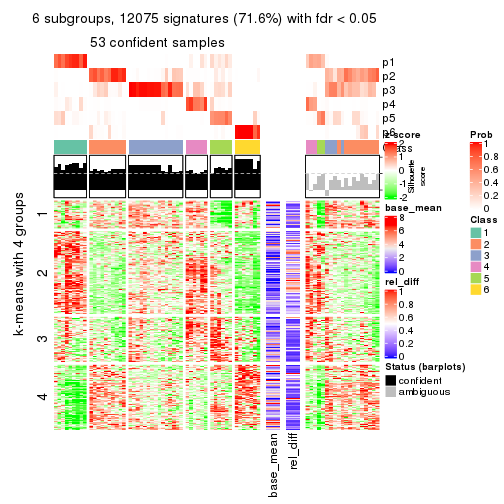 6 subgroups, 12075 signatures (71.6%) with fdr < 0.05
53 confident samples
p1
p2
p3
p4
p5
p6
Class
Silhouette
score
k-means with 4 groups
1
2
3
4
base_mean
rel_diff
z_score
2
1
0
-1
-2
base_mean
8
6
4
2
0
rel_diff
1
0.8
0.6
0.4
0.2
0
Status (barplots)
confident
ambiguous
Prob
1
0.8
0.6
0.4
0.2
0
Class
1
2
3
4
5
6